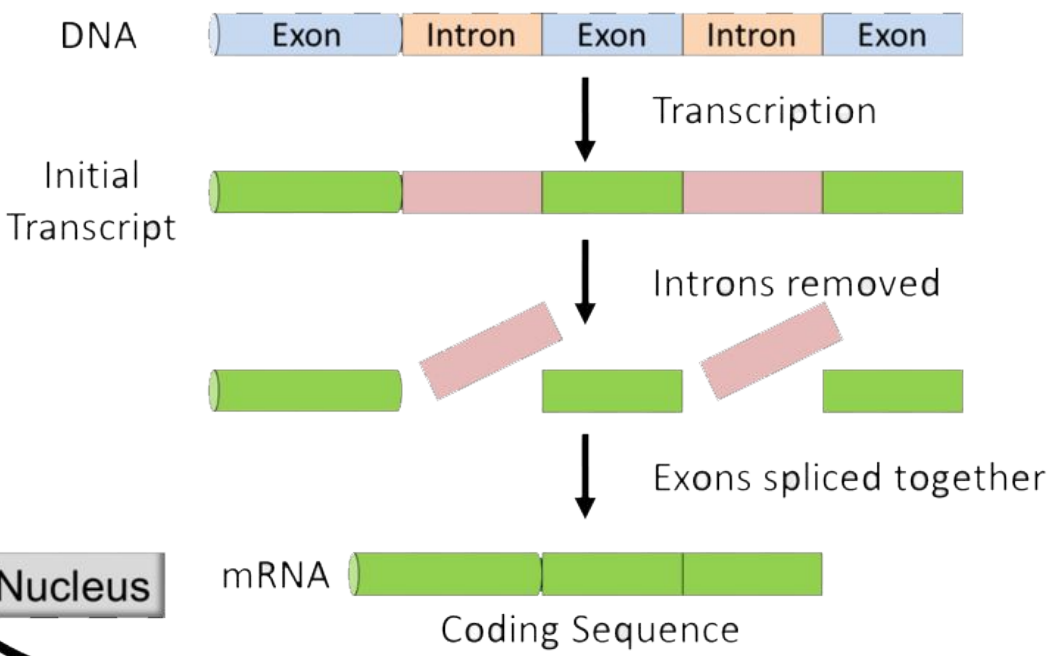 DNA
Exon Intron Exon Intron Exon
Transcription
Initial
Transcript
Introns removed
Exons spliced together
Nucleus
mRNA
Coding Sequence